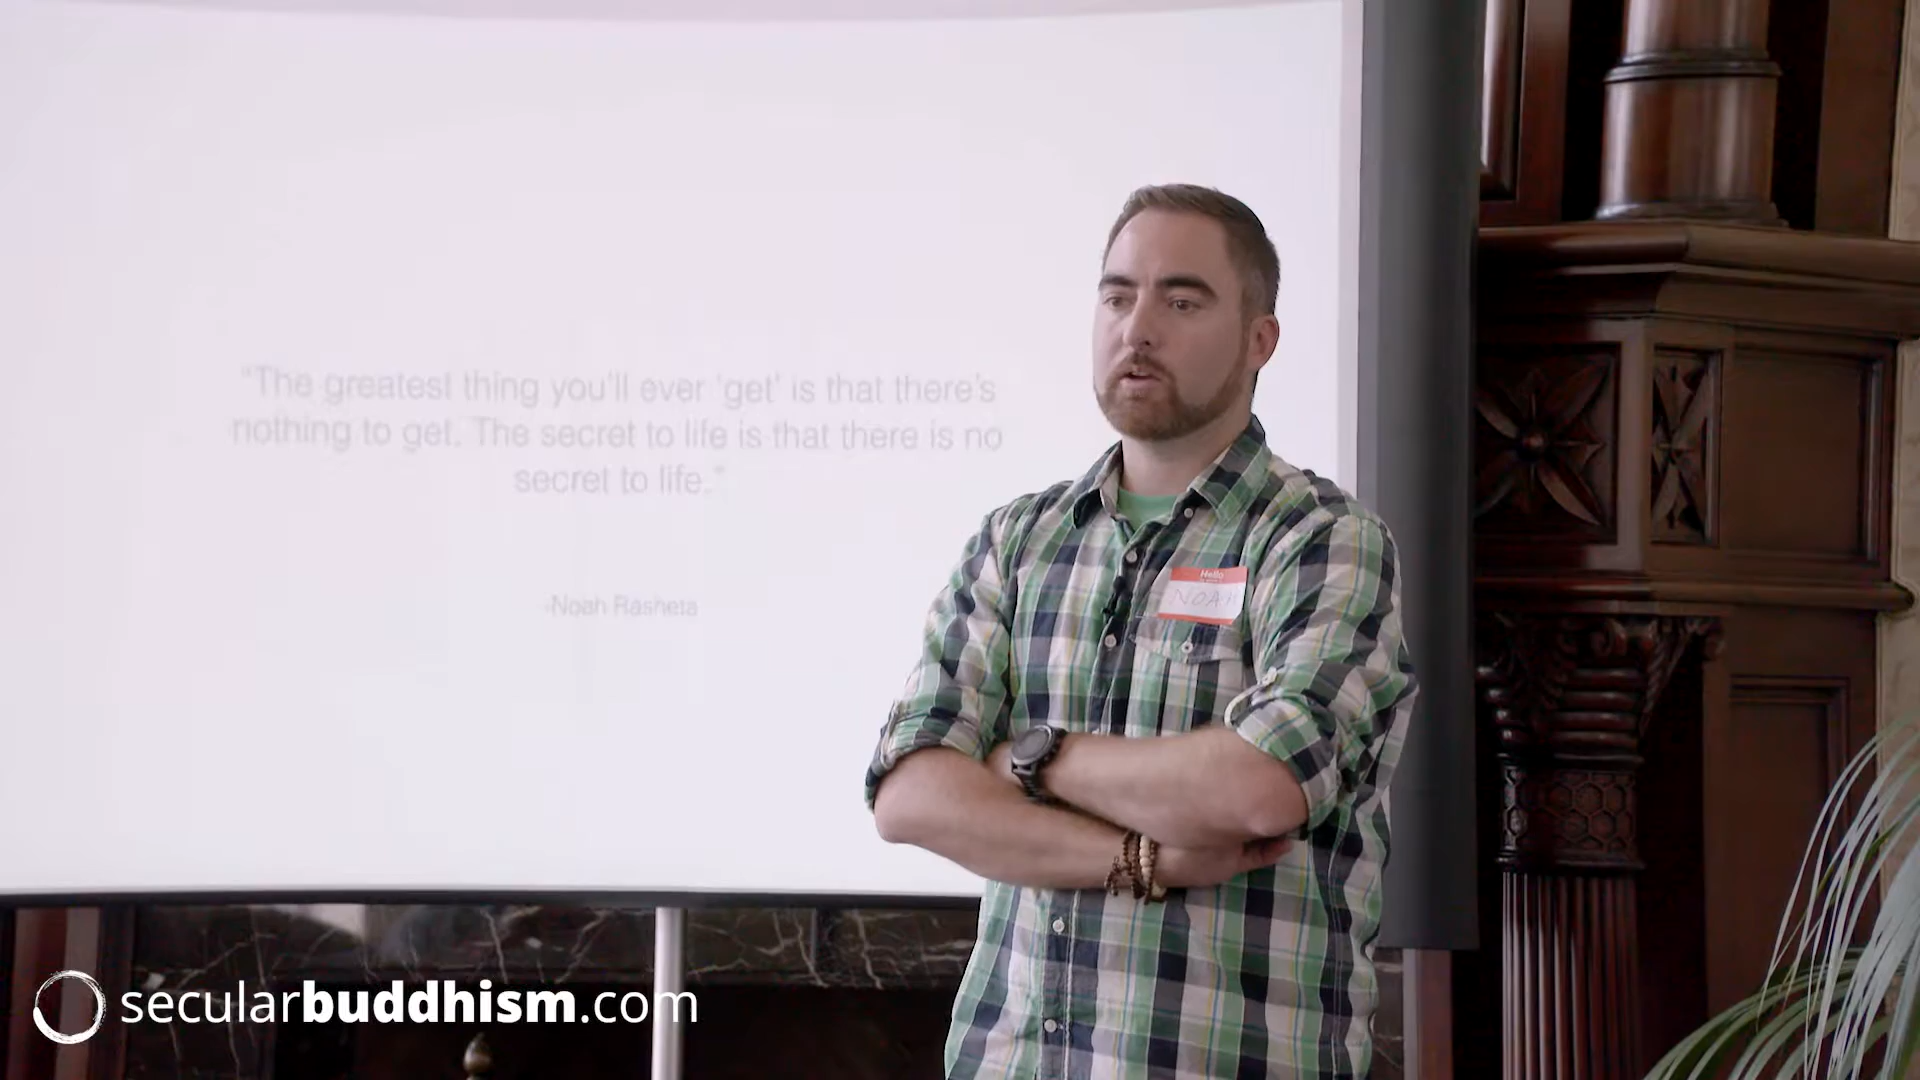 “The greatest thing you’ll ever ‘get’ is that there’s
nothing to get. The secret to life is that there is no
secret to life.”
-Noah Rasheta
Hello
NOAH
secularbuddhism.com